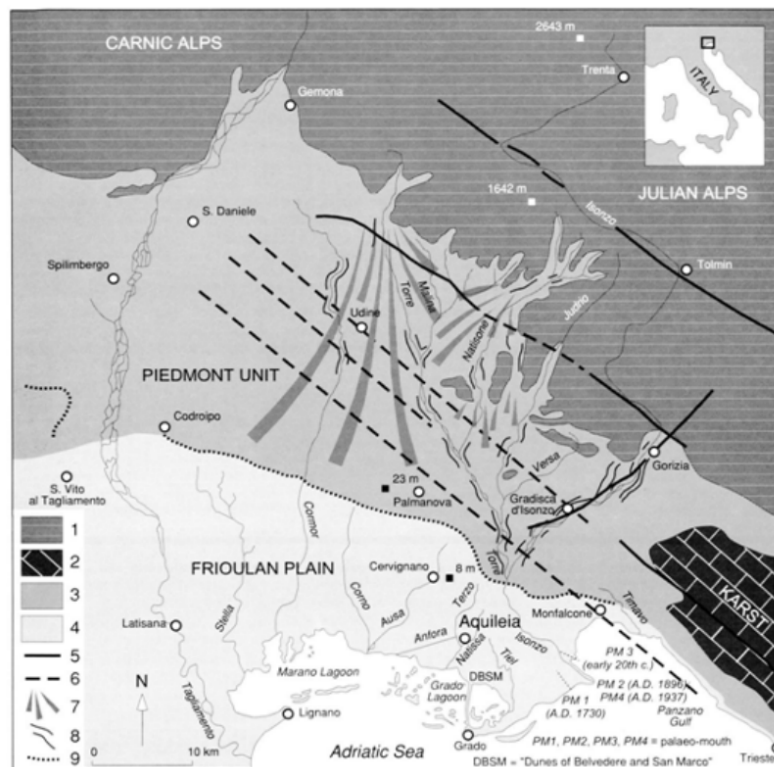 CARNIC ALPS
2643 m
Trenta
ITALY
Gemona
1642 m
JULIAN ALPS
Isonzo
S. Daniele
Tolmin
Spilimbergo
Malina
Torre
Judrio
Udine
Natisone
PIEDMONT UNIT
Codroipo
Versa
Gorizia
S. Vito
al Tagliamento
23 m
Palmanova
Gradisca
d'Isonzo
Cormor
1
2
3
4
5
6
7
8
9
FRIOULAN PLAIN
Cervignano
8 m
Torre
Timavo
KARST
Stella
Corno
Ausa
Terzo
Monfalcone
Latisana
Aquileia
Anfora
Natissa
Isonzo
Tiel
PM 3
(early 20th c.)
Marano Lagoon
Grado
Lagoon
DBSM
PM 2 (A.D. 1896)
PM4 (A.D. 1937)
PM 1
(A.D. 1730)
Panzano
Gulf
N
Tagliamento
Lignano
Grado
0 10 km
Adriatic Sea
PM1, PM2, PM3, PM4 = palaeo-mouth
DBSM = "Dunes of Belvedere and San Marco"
Trieste